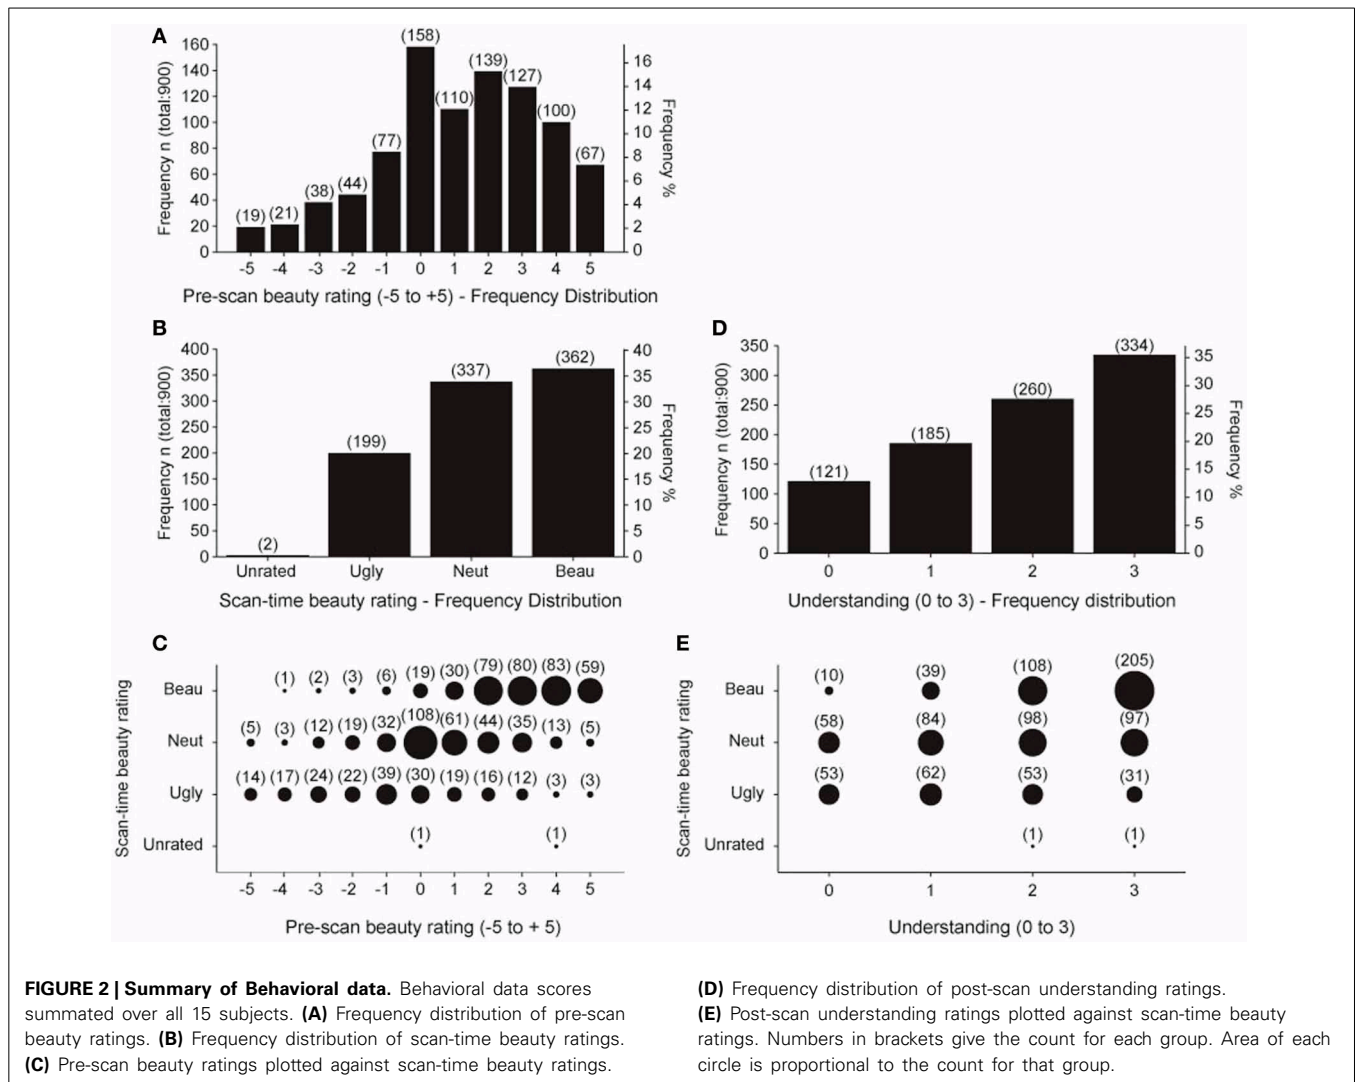 A
(158)
(139)
(127)
(110)
(100)
(77)
(67)
(44)
(38)
(19) (21)
160
140
120
100
80
60
40
20
0
16
14
12
10
8
6
4
2
0
Frequency n (total:900)
Frequency %
-5 -4 -3 -2 -1 0 1 2 3 4 5
Pre-scan beauty rating (-5 to +5) - Frequency Distribution
B
400
350
300
250
200
150
100
50
0
(2)
(199)
(337)
(362)
40
35
30
25
20
15
10
5
0
Frequency n (total:900)
Frequency %
Unrated Ugly Neut Beau
Scan-time beauty rating - Frequency Distribution
D
350
300
250
200
150
100
50
0
(121)
(185)
(260)
(334)
35
30
25
20
15
10
5
0
Frequency n (total:900)
Frequency %
0 1 2 3
Understanding (0 to 3) - Frequency distribution
C
Scan-time beauty rating
(1) (2) (3) (6) (19) (30) (79) (80) (83) (59)
Beau
(5) (3) (12) (19) (32) (108) (61) (44) (35) (13) (5)
Neut
(14) (17) (24) (22) (39) (30) (19) (16) (12) (3) (3)
Ugly
(1) (1)
Unrated
-5 -4 -3 -2 -1 0 1 2 3 4 5
Pre-scan beauty rating (-5 to + 5)
E
Scan-time beauty rating
(10) (39) (108) (205)
Beau
(58) (84) (98) (97)
Neut
(53) (62) (53) (31)
Ugly
(1) (1)
Unrated
0 1 2 3
Understanding (0 to 3)
FIGURE 2 | Summary of Behavioral data. Behavioral data scores
summated over all 15 subjects. (A) Frequency distribution of pre-scan
beauty ratings. (B) Frequency distribution of scan-time beauty ratings.
(C) Pre-scan beauty ratings plotted against scan-time beauty ratings.
(D) Frequency distribution of post-scan understanding ratings.
(E) Post-scan understanding ratings plotted against scan-time beauty
ratings. Numbers in brackets give the count for each group. Area of each
circle is proportional to the count for that group.